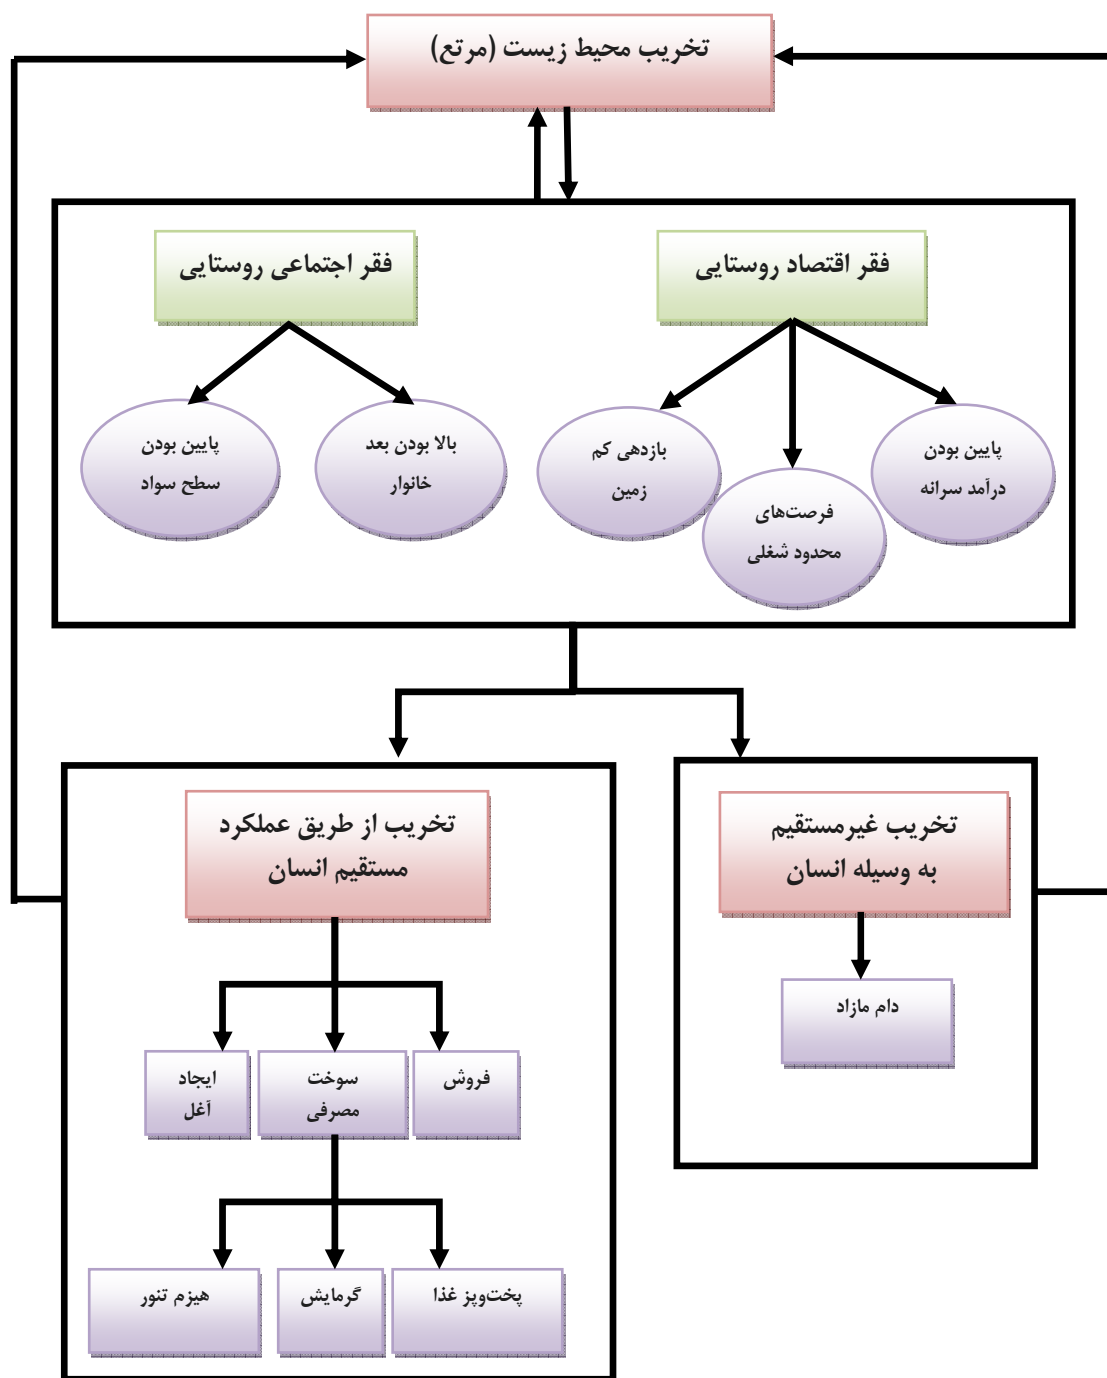 تخریب محیط زیست (مرتع)
فقر اقتصاد روستایی
فقر اجتماعی روستایی
پایین بودن
درآمد سرانه
فرصت‌های
محدود شغلی
بازدهی کم
زمین
بالا بودن بعد
خانوار
پایین بودن
سطح سواد
تخریب غیرمستقیم
به وسیله انسان
دام مازاد
تخریب از طریق عملکرد
مستقیم انسان
فروش
سوخت
مصرفی
ایجاد
آغل
پخت‌وپز غذا
گرمایش
هیزم تنور